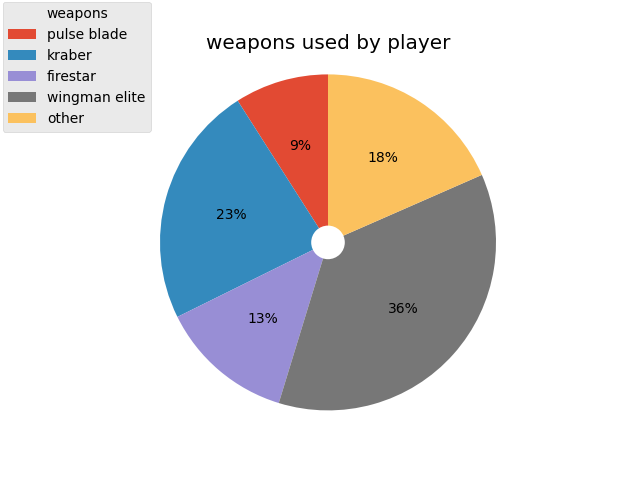 weapons
pulse blade
kraber
firestar
wingman elite
other
weapons used by player
9%
18%
23%
36%
13%